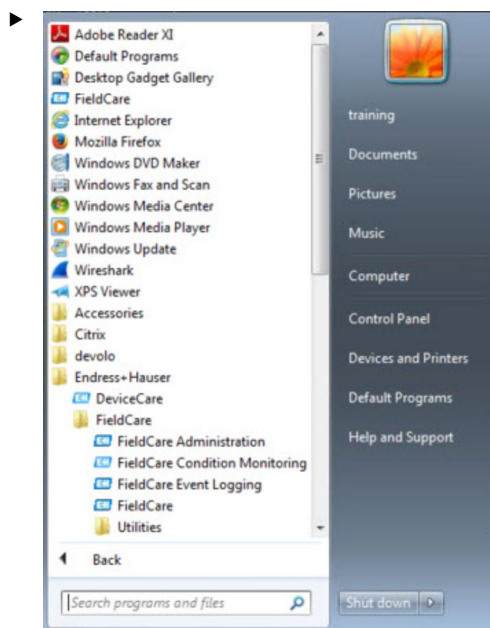 Adobe Reader XI
Default Programs
Desktop Gadget Gallery
FieldCare
Internet Explorer
Mozilla Firefox
Windows DVD Maker
Windows Fax and Scan
Windows Media Center
Windows Media Player
Windows Update
Wireshark
XPS Viewer
Accessories
Citrix
devolo
Endress+Hauser
DeviceCare
FieldCare
FieldCare Administration
FieldCare Condition Monitoring
FieldCare Event Logging
FieldCare
Utilities
Back
Search programs and files
training
Documents
Pictures
Music
Computer
Control Panel
Devices and Printers
Default Programs
Help and Support
Shut down